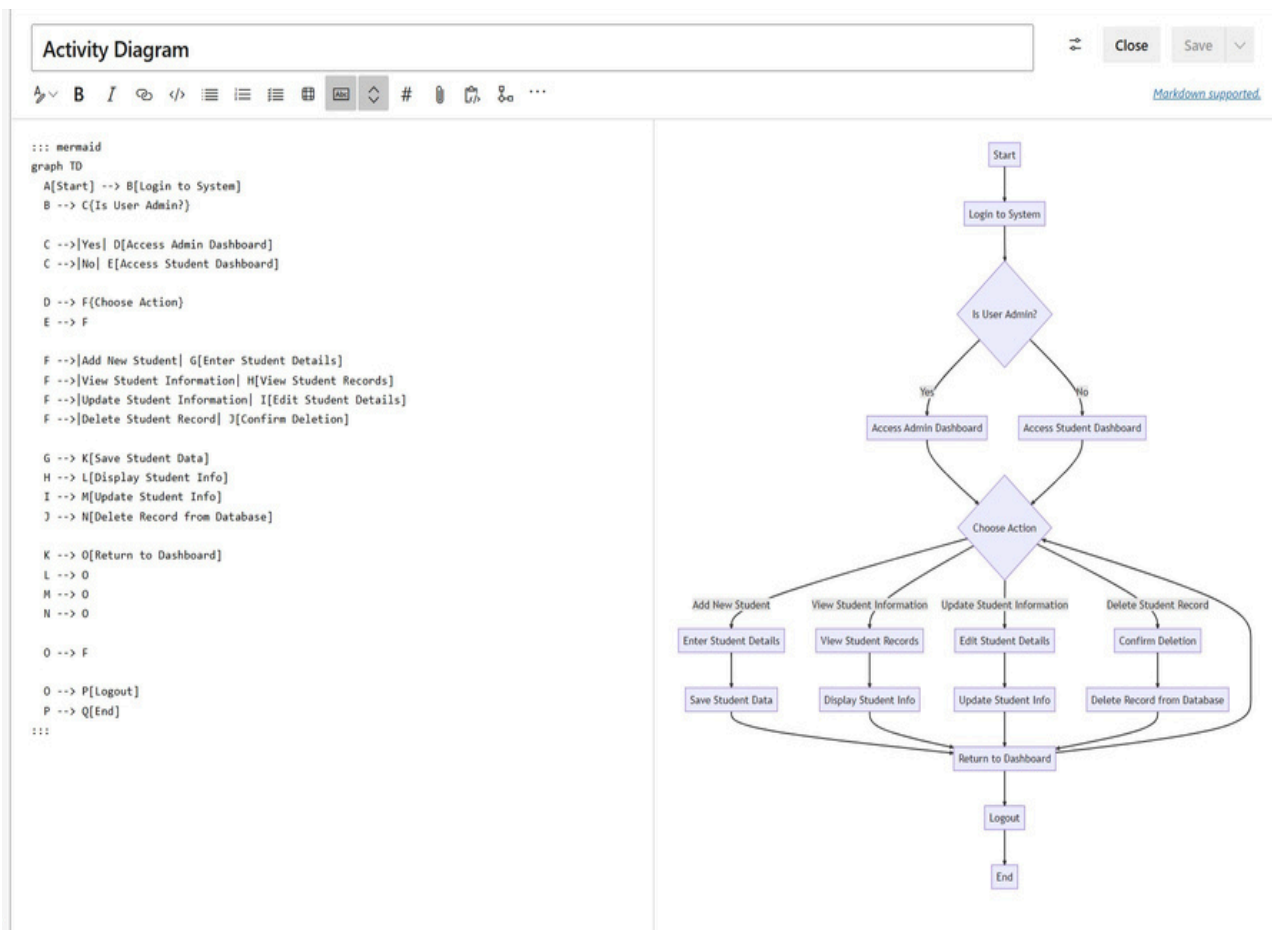 Activity Diagram
Close
Save
Markdown supported.
::: mermaid
graph TD
A[Start] --> B[Login to System]
B --> C{Is User Admin?}
C -->|Yes| D[Access Admin Dashboard]
C -->|No| E[Access Student Dashboard]
D --> F{Choose Action}
E --> F
F -->|Add New Student| G[Enter Student Details]
F -->|View Student Information| H[View Student Records]
F -->|Update Student Information| I[Edit Student Details]
F -->|Delete Student Record| J[Confirm Deletion]
G --> K[Save Student Data]
H --> L[Display Student Info]
I --> M[Update Student Info]
J --> N[Delete Record from Database]
K --> O[Return to Dashboard]
L --> O
M --> O
N --> O
O --> F
O --> P[Logout]
P --> Q[End]
:::
Start
Login to System
Is User Admin?
Yes No
Access Admin Dashboard Access Student Dashboard
Choose Action
Add New Student View Student Information Update Student Information Delete Student Record
Enter Student Details View Student Records Edit Student Details Confirm Deletion
Save Student Data Display Student Info Update Student Info Delete Record from Database
Return to Dashboard
Logout
End